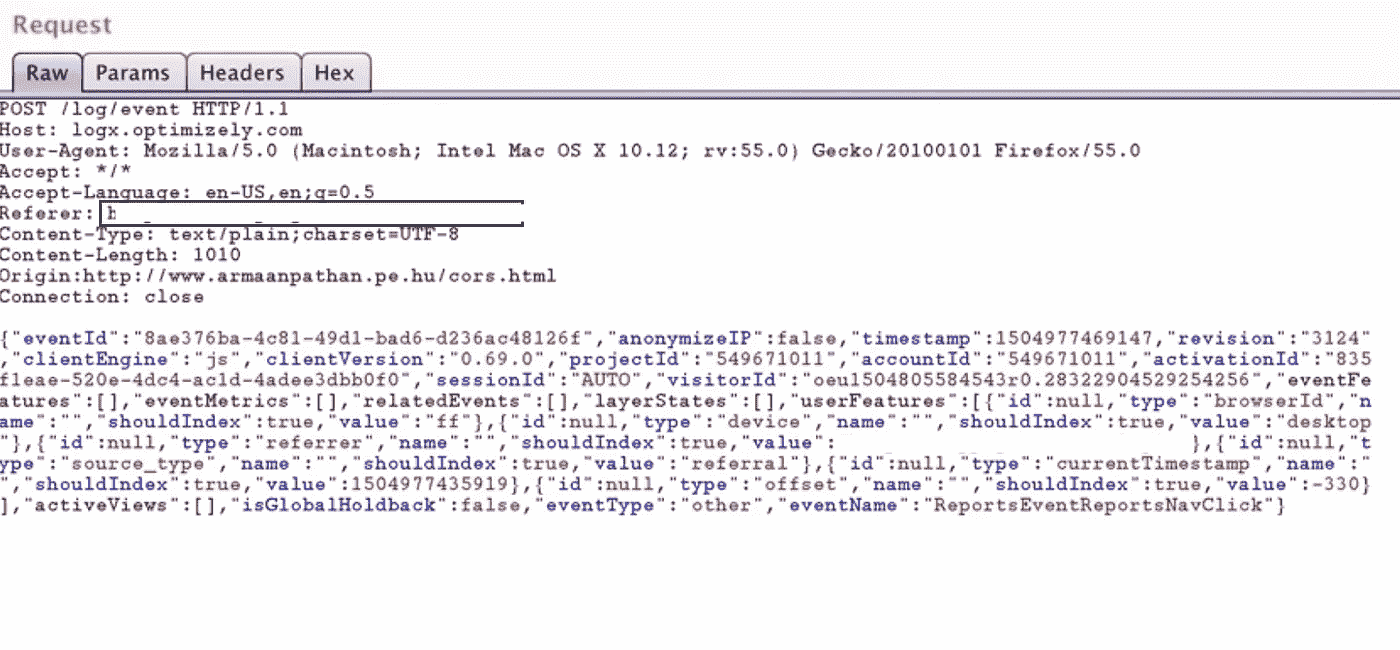 Request
Raw Params Headers Hex
POST /log/event HTTP/1.1
Host: logx.optimizely.com
User-Agent: Mozilla/5.0 (Macintosh; Intel Mac OS X 10.12; rv:55.0) Gecko/20100101 Firefox/55.0
Accept: */*
Accept-Language: en-US,en;q=0.5
Referer: h
Content-Type: text/plain;charset=UTF-8
Content-Length: 1010
Origin:http://www.armaanpathan.pe.hu/cors.html
Connection: close
{"eventId":"8ae376ba-4c81-49d1-bad6-d236ac48126f","anonymizeIP":false,"timestamp":1504977469147,"revision":"3124"
,"clientEngine":"js","clientVersion":"0.69.0","projectId":"549671011","accountId":"549671011","activationId":"835
f1eae-520e-4dc4-ac1d-4adee3dbb0f0","sessionId":"AUTO","visitorId":"oeu1504805584543r0.28322904529254256","eventFe
atures":[],"eventMetrics":[],"relatedEvents":[],"layerStates":[],"userFeatures":[{"id":null,"type":"browserId","n
ame":"","shouldIndex":true,"value":"ff"},{"id":null,"type":"device","name":"","shouldIndex":true,"value":"desktop
"},{"id":null,"type":"referrer","name":"","shouldIndex":true,"value": },{"id":null,"t
ype":"source_type","name":"","shouldIndex":true,"value":"referral"},{"id":null,"type":"currentTimestamp","name":"
","shouldIndex":true,"value":1504977435919},{"id":null,"type":"offset","name":"","shouldIndex":true,"value":-330}
],"activeViews":[],"isGlobalHoldback":false,"eventType":"other","eventName":"ReportsEventReportsNavClick"}